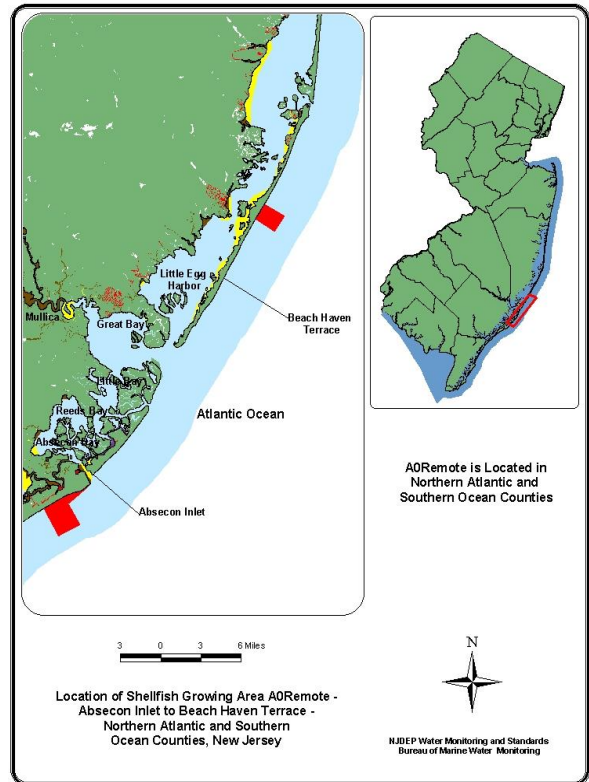 Little Egg
Harbor
Mullica
Great Bay
Beach Haven
Terrace
Little Bay
Reeds Bay
Atlantic Ocean
Absecon Bay
Absecon Inlet
A0Remote is Located in
Northern Atlantic and
Southern Ocean Counties
3 0 3 6 Miles
N
Location of Shellfish Growing Area A0Remote -
Absecon Inlet to Beach Haven Terrace -
Northern Atlantic and Southern
Ocean Counties, New Jersey
NJDEP Water Monitoring and Standards
Bureau of Marine Water Monitoring